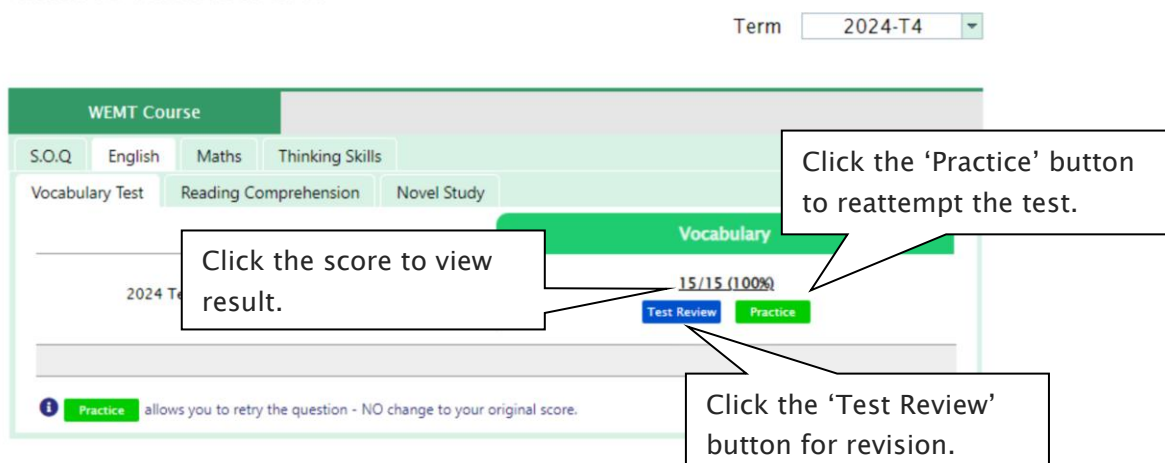 Term 2024-T4
WEMT Course
S.O.Q English Maths Thinking Skills
Vocabulary Test Reading Comprehension Novel Study
Click the ‘Practice’ button
to reattempt the test.
Vocabulary
Click the score to view
result.
2024 Te
15/15 (100%)
Test Review Practice
Practice allows you to retry the question - NO change to your original score.
Click the ‘Test Review’
button for revision.